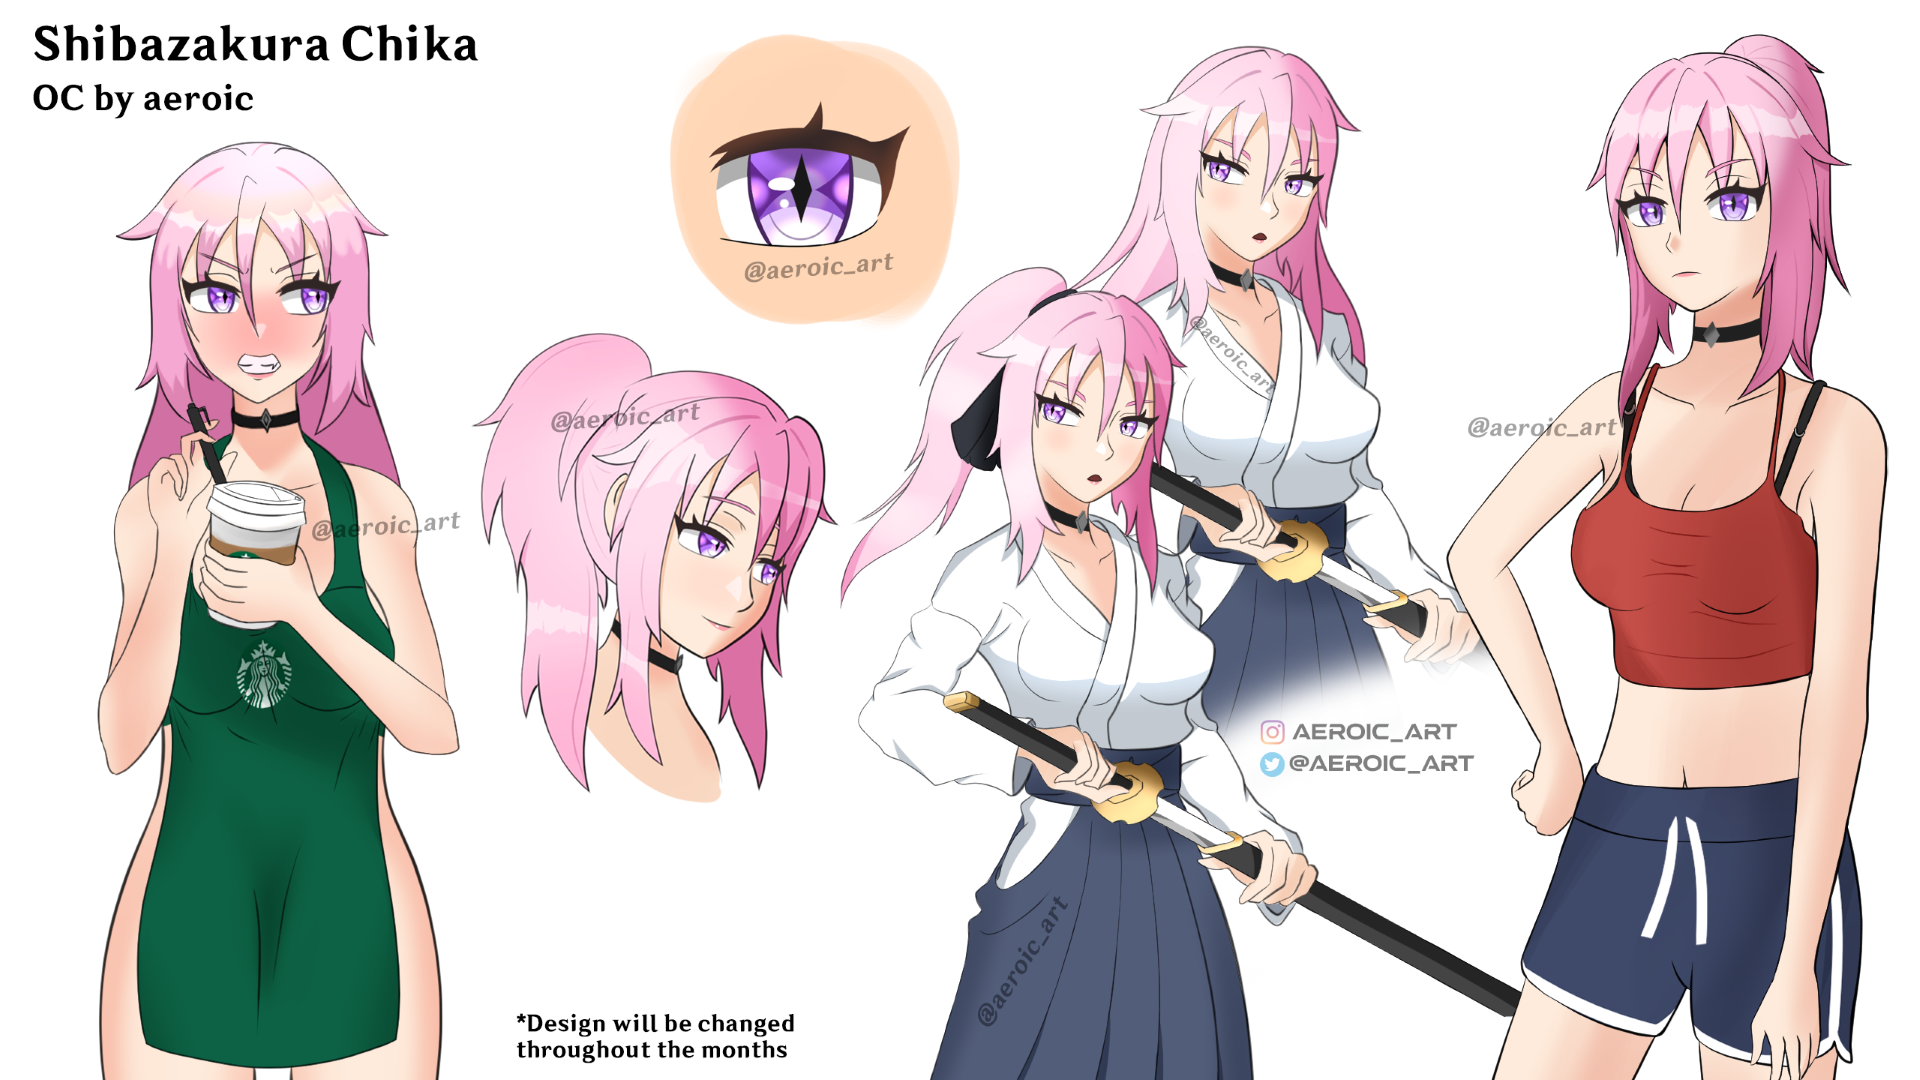 Shibazakura Chika
OC by aeroic
@aeroic_art
@aeroic_art
@aeroic_art
@aeroic_art
@aeroic_art
AEROIC_ART
@AEROIC_ART
@aeroic_art
*Design will be changed
throughout the months